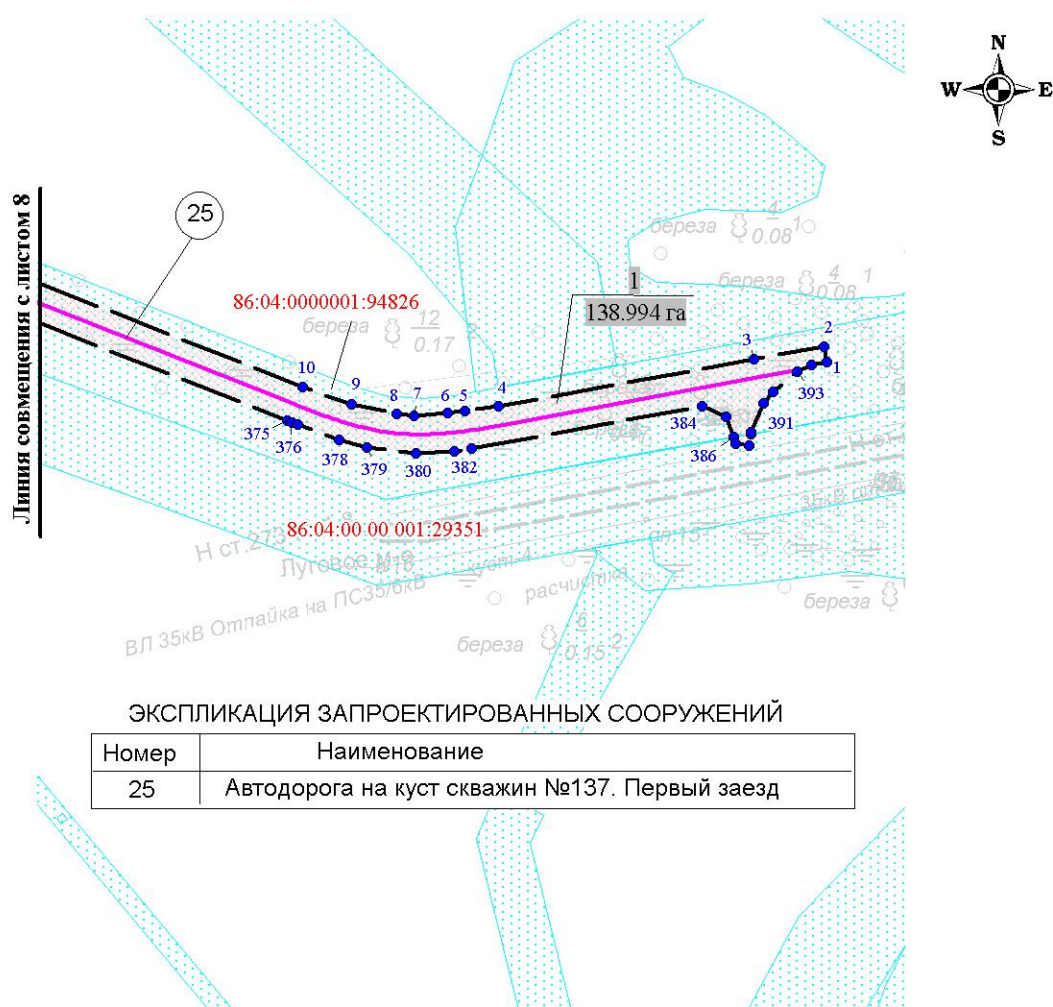 N
W E
S
Линия совмещения с листом 8
25
береза 4 0.08 1
86:04:0000001:94826
1
138.994 га
береза 4 0.08 1
береза 12 0.17 2
10
9
8 7 6 5 4
3
2
1
393
391
384
386
375
376
378
379
380
382
86:04:00 00 001:29351
35кВ
Н ст.273
Луговое
ВЛ 35кВ Отпайка на ПС35/6кВ
расчистка
береза
береза 6 0.15 2
ЭКСПЛИКАЦИЯ ЗАПРОЕКТИРОВАННЫХ СООРУЖЕНИЙ
Номер Наименование
25 Автодорога на куст скважин №137. Первый заезд